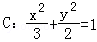 C： x²/3 + y²/2 = 1